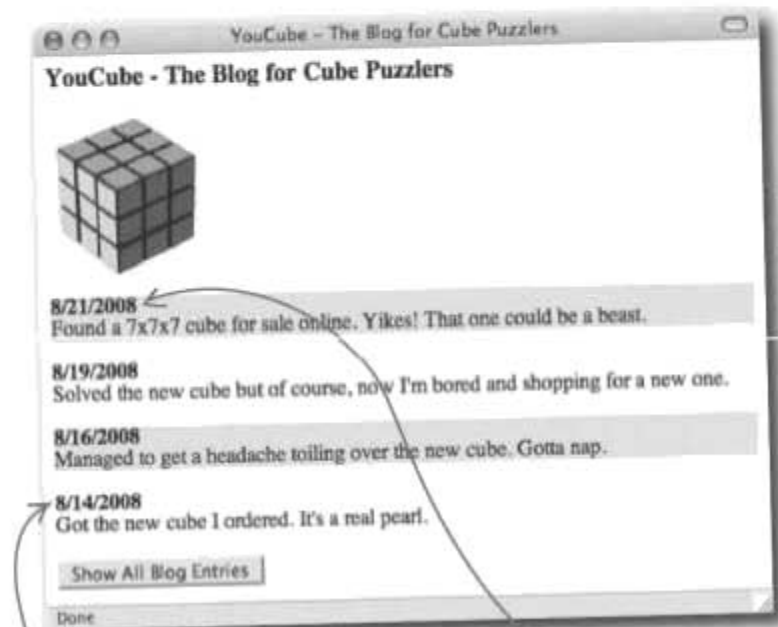 YouCube – The Blog for Cube Puzzlers
YouCube - The Blog for Cube Puzzlers
8/21/2008
Found a 7x7x7 cube for sale online. Yikes! That one could be a beast.
8/19/2008
Solved the new cube but of course, now I'm bored and shopping for a new one.
8/16/2008
Managed to get a headache toiling over the new cube. Gotta nap.
8/14/2008
Got the new cube I ordered. It's a real pearl.
Show All Blog Entries
Done